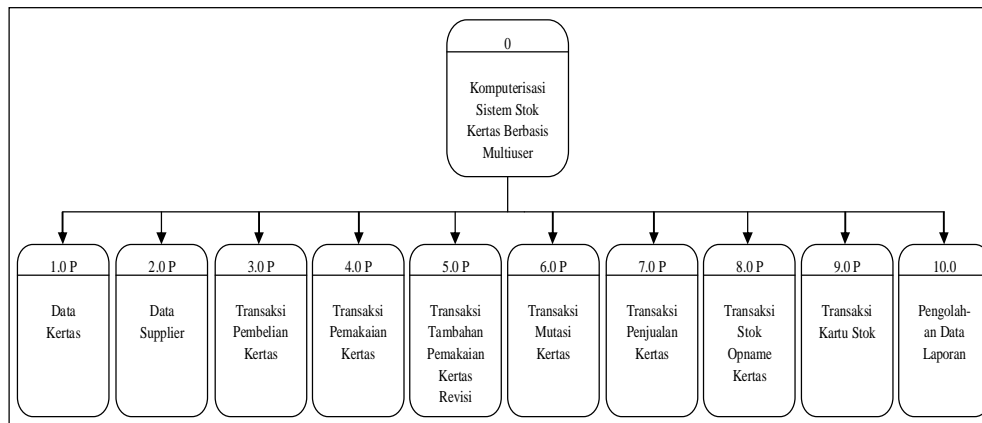 0
Komputerisasi
Sistem Stok
Kertas Berbasis
Multiuser
1.0 P
Data
Kertas
2.0 P
Data
Supplier
3.0 P
Transaksi
Pembelian
Kertas
4.0 P
Transaksi
Pemakaian
Kertas
5.0 P
Transaksi
Tambahan
Pemakaian
Kertas
Revisi
6.0 P
Transaksi
Mutasi
Kertas
7.0 P
Transaksi
Penjualan
Kertas
8.0 P
Transaksi
Stok
Opname
Kertas
9.0 P
Transaksi
Kartu Stok
10.0
Pengolah-
an Data
Laporan